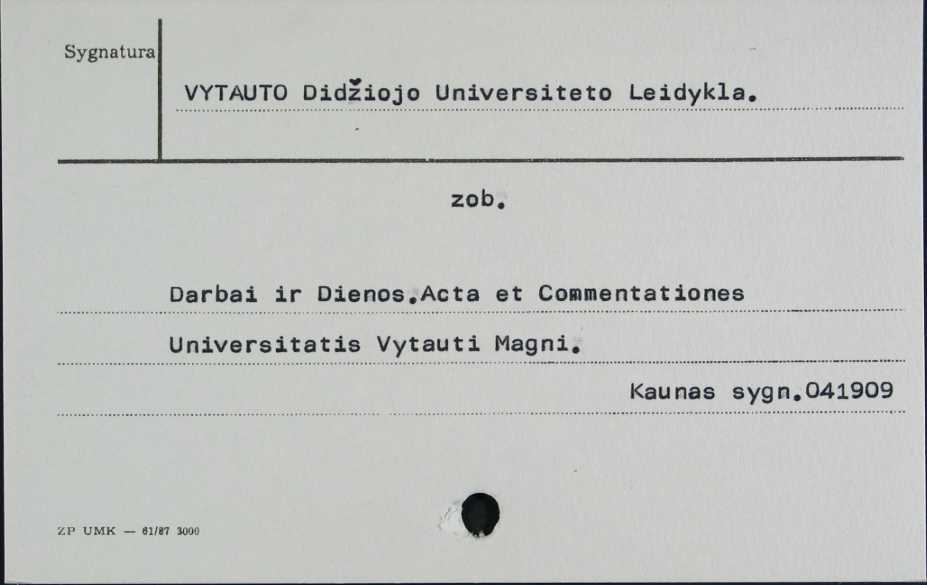 Sygnatura
VYTAUTO Didžiojo Universiteto Leidykla.
zob.
Darbai ir Dienos.Acta et Commentationes
Universitatis Vytauti Magni.
Kaunas sygn.041909
ZP UMK — 61/87 3000